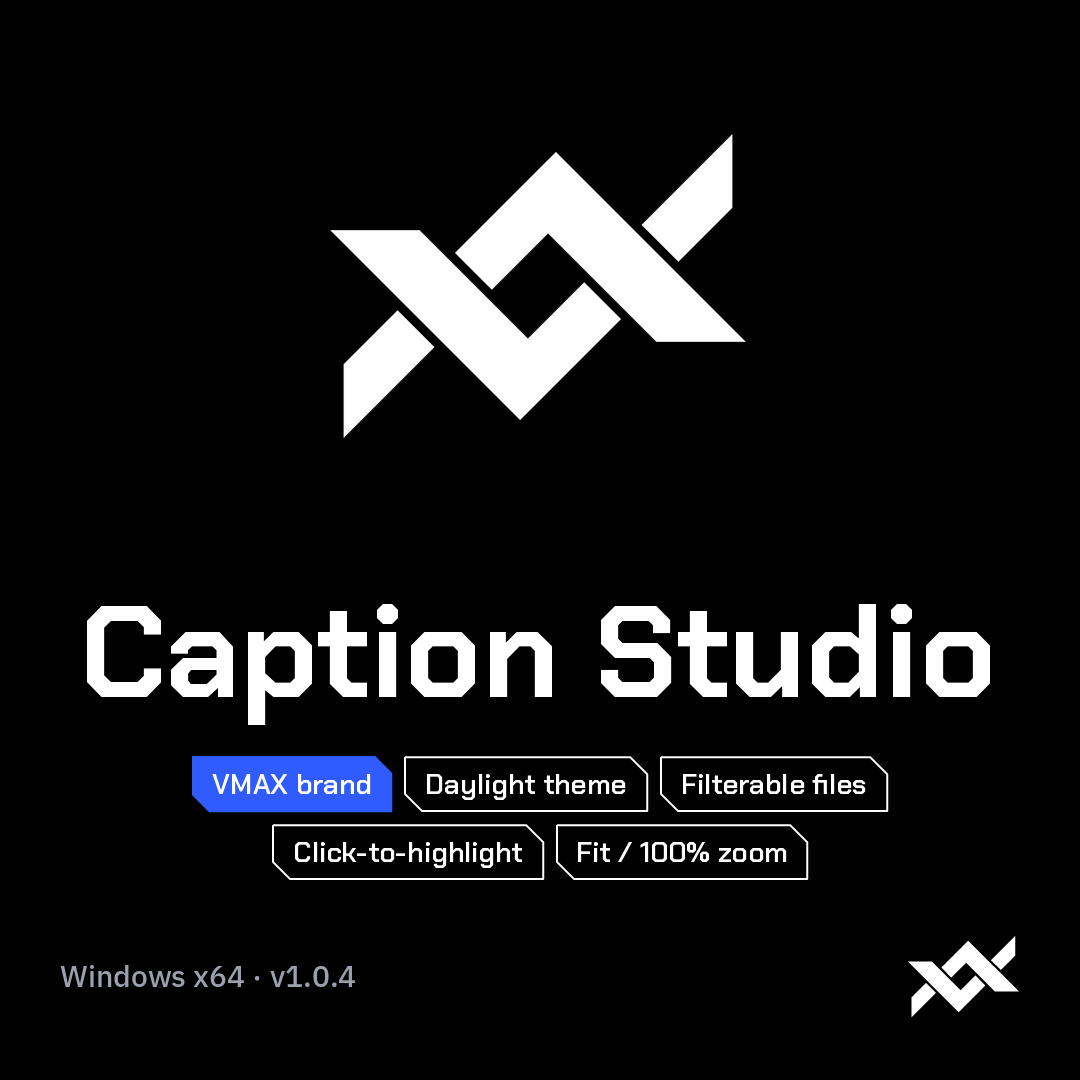 Caption Studio
VMAX brand
Daylight theme
Filterable files
Click-to-highlight
Fit / 100% zoom
Windows x64 · v1.0.4